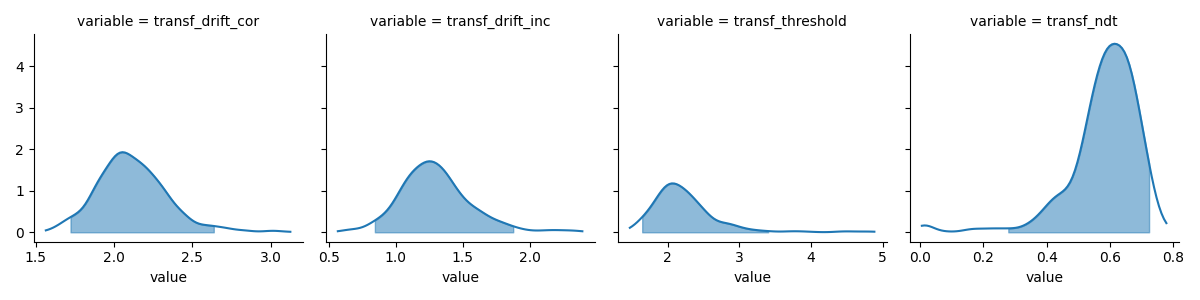 variable = transf_drift_cor
variable = transf_drift_inc
variable = transf_threshold
variable = transf_ndt
4
3
2
1
0
1.5 2.0 2.5 3.0
1.0 1.5 2.0
2 3 4 5
0.0 0.2 0.4 0.6 0.8
value
value
value
value